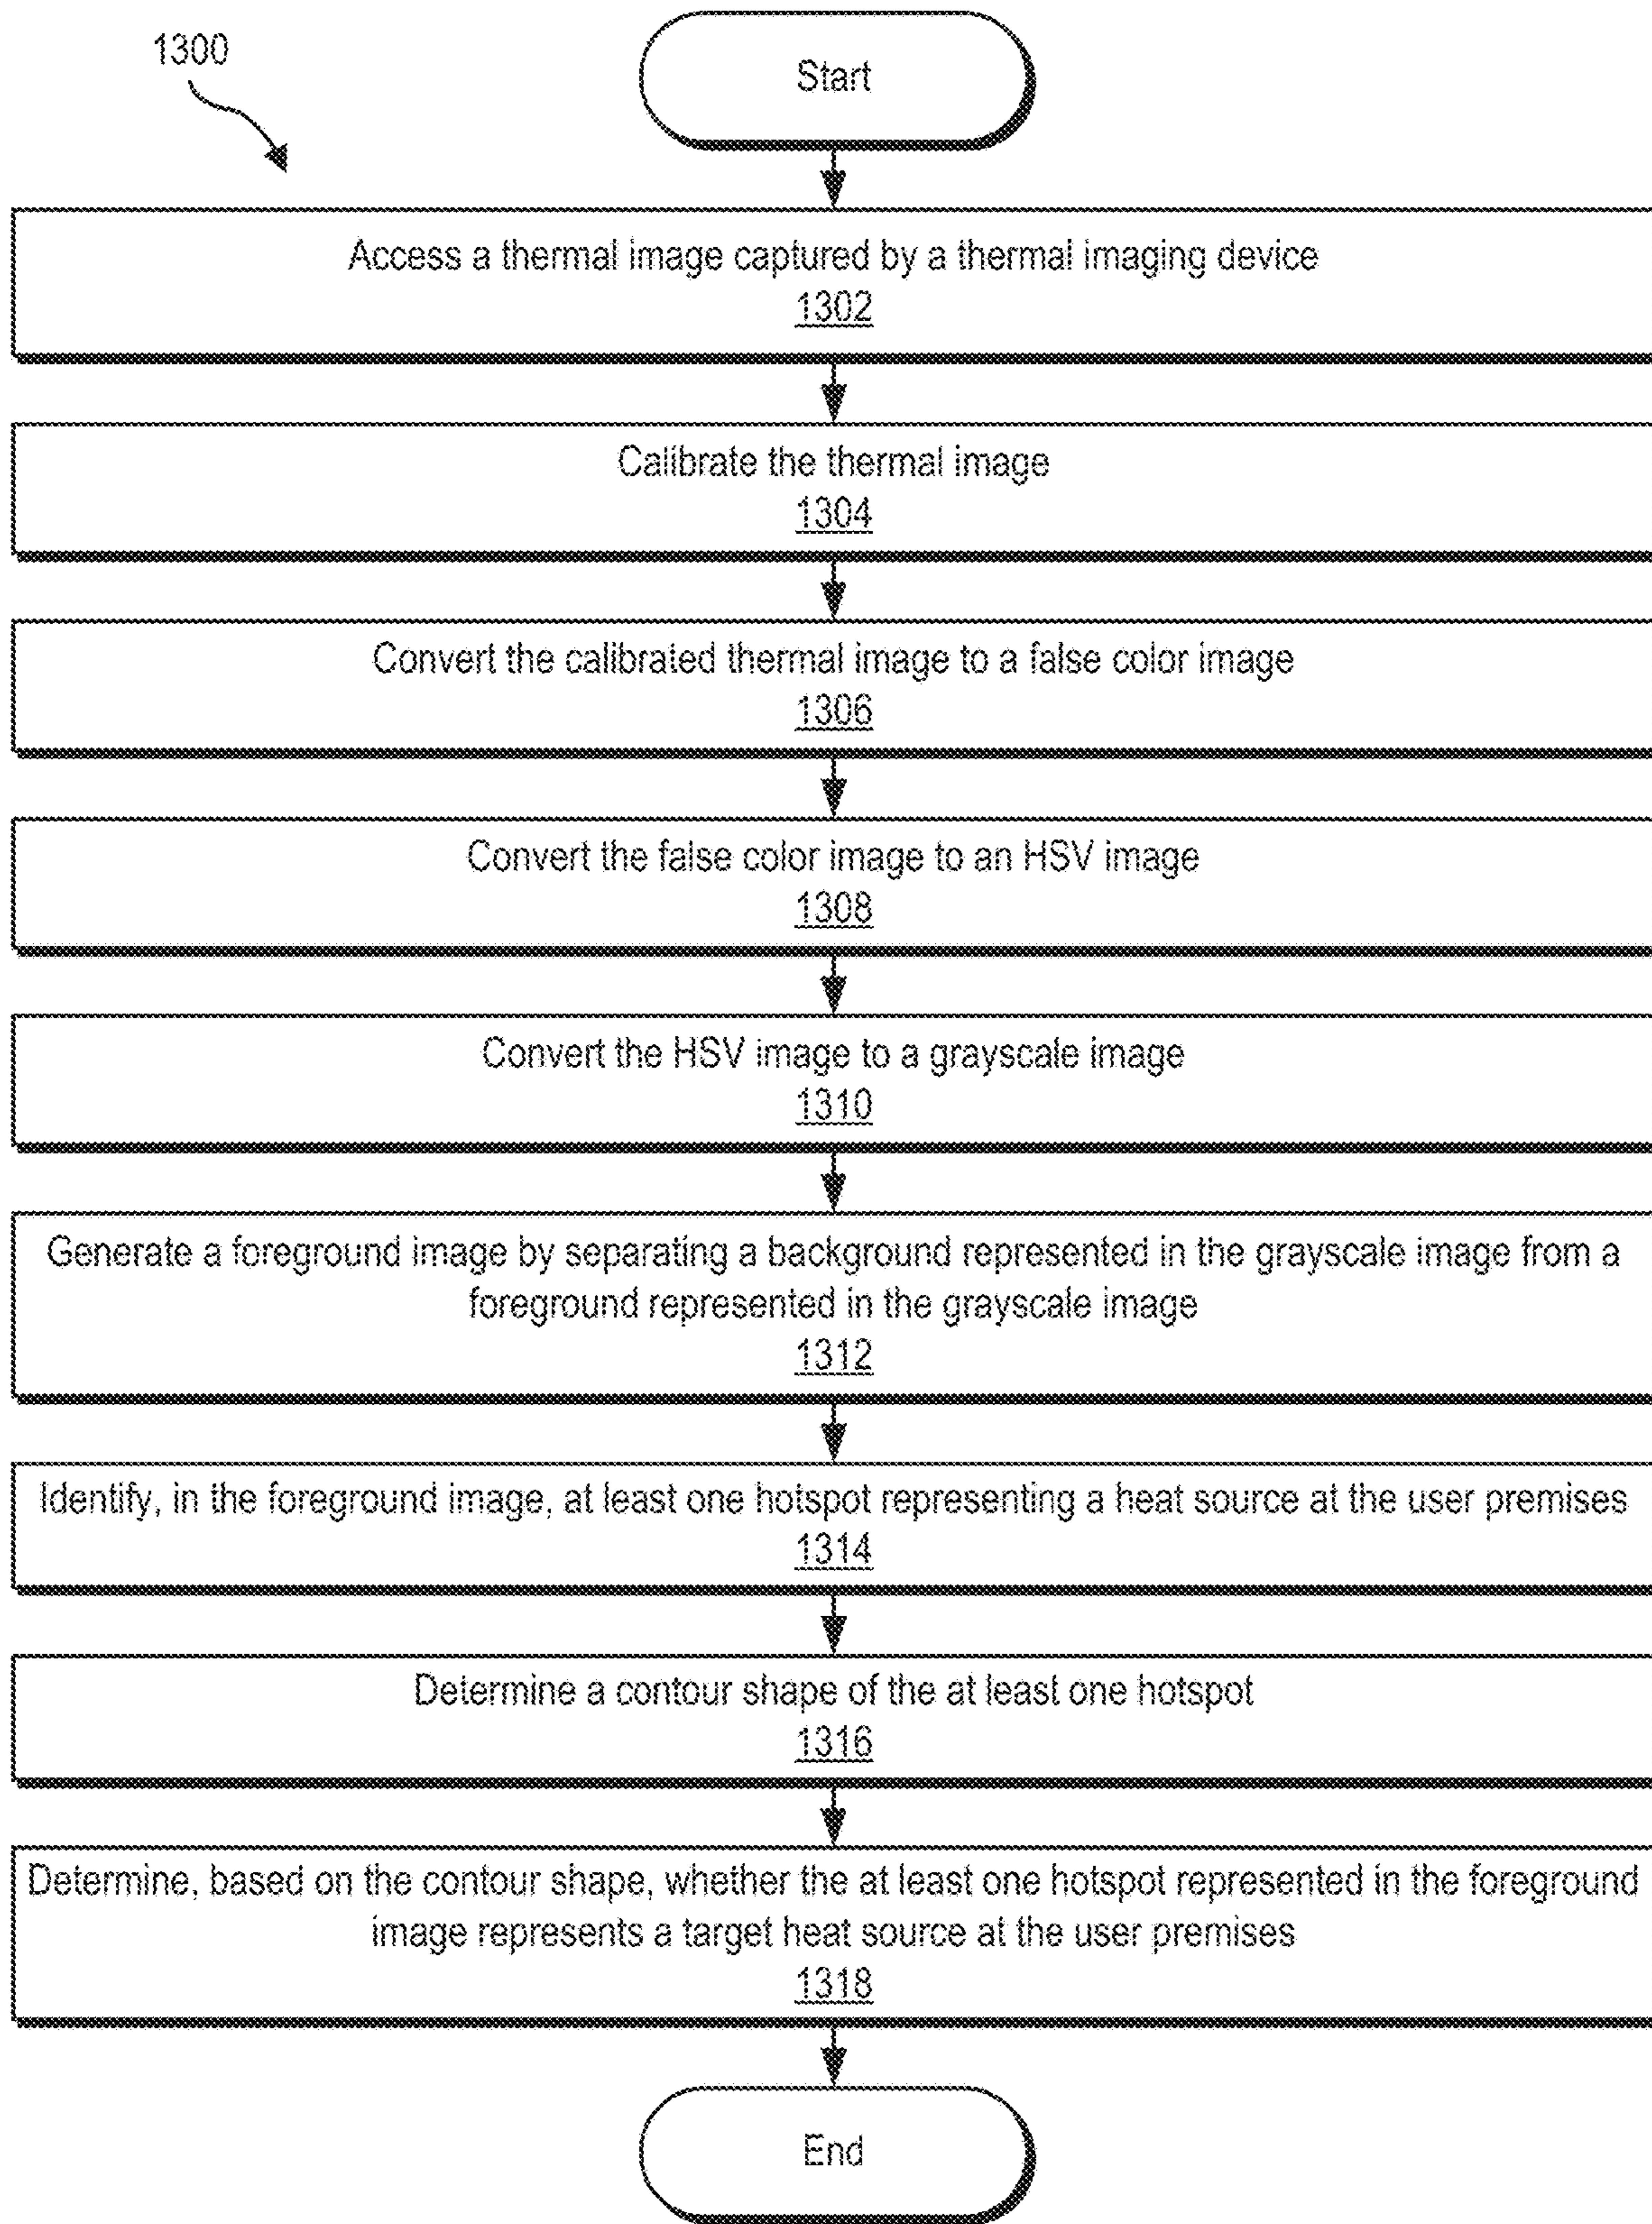 1300
Start
Access a thermal image captured by a thermal imaging device
1302
Calibrate the thermal image
1304
Convert the calibrated thermal image to a false color image
1306
Convert the false color image to an HSV image
1308
Convert the HSV image to a grayscale image
1310
Generate a foreground image by separating a background represented in the grayscale image from a
foreground represented in the grayscale image
1312
Identify, in the foreground image, at least one hotspot representing a heat source at the user premises
1314
Determine a contour shape of the at least one hotspot
1316
Determine, based on the contour shape, whether the at least one hotspot represented in the foreground
image represents a target heat source at the user premises
1318
End